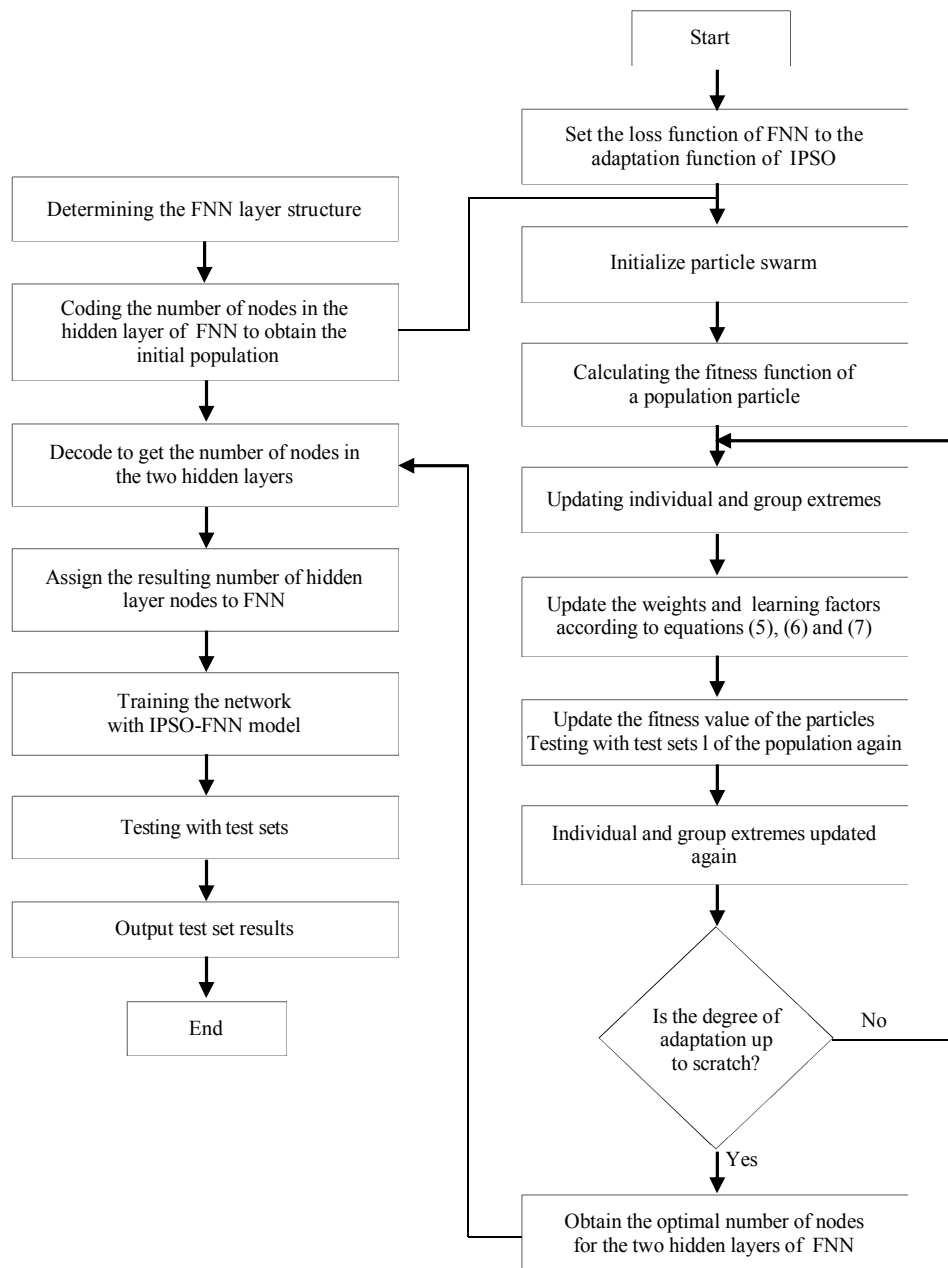 Start
Set the loss function of FNN to the
adaptation function of IPSO
Initialize particle swarm
Calculating the fitness function of
a population particle
Updating individual and group extremes
Update the weights and learning factors
according to equations (5), (6) and (7)
Update the fitness value of the particles
Testing with test sets l of the population again
Individual and group extremes updated
again
Is the degree of
adaptation up
to scratch?
No
Yes
Obtain the optimal number of nodes
for the two hidden layers of FNN
Determining the FNN layer structure
Coding the number of nodes in the
hidden layer of FNN to obtain the
initial population
Decode to get the number of nodes in
the two hidden layers
Assign the resulting number of hidden
layer nodes to FNN
Training the network
with IPSO-FNN model
Testing with test sets
Output test set results
End